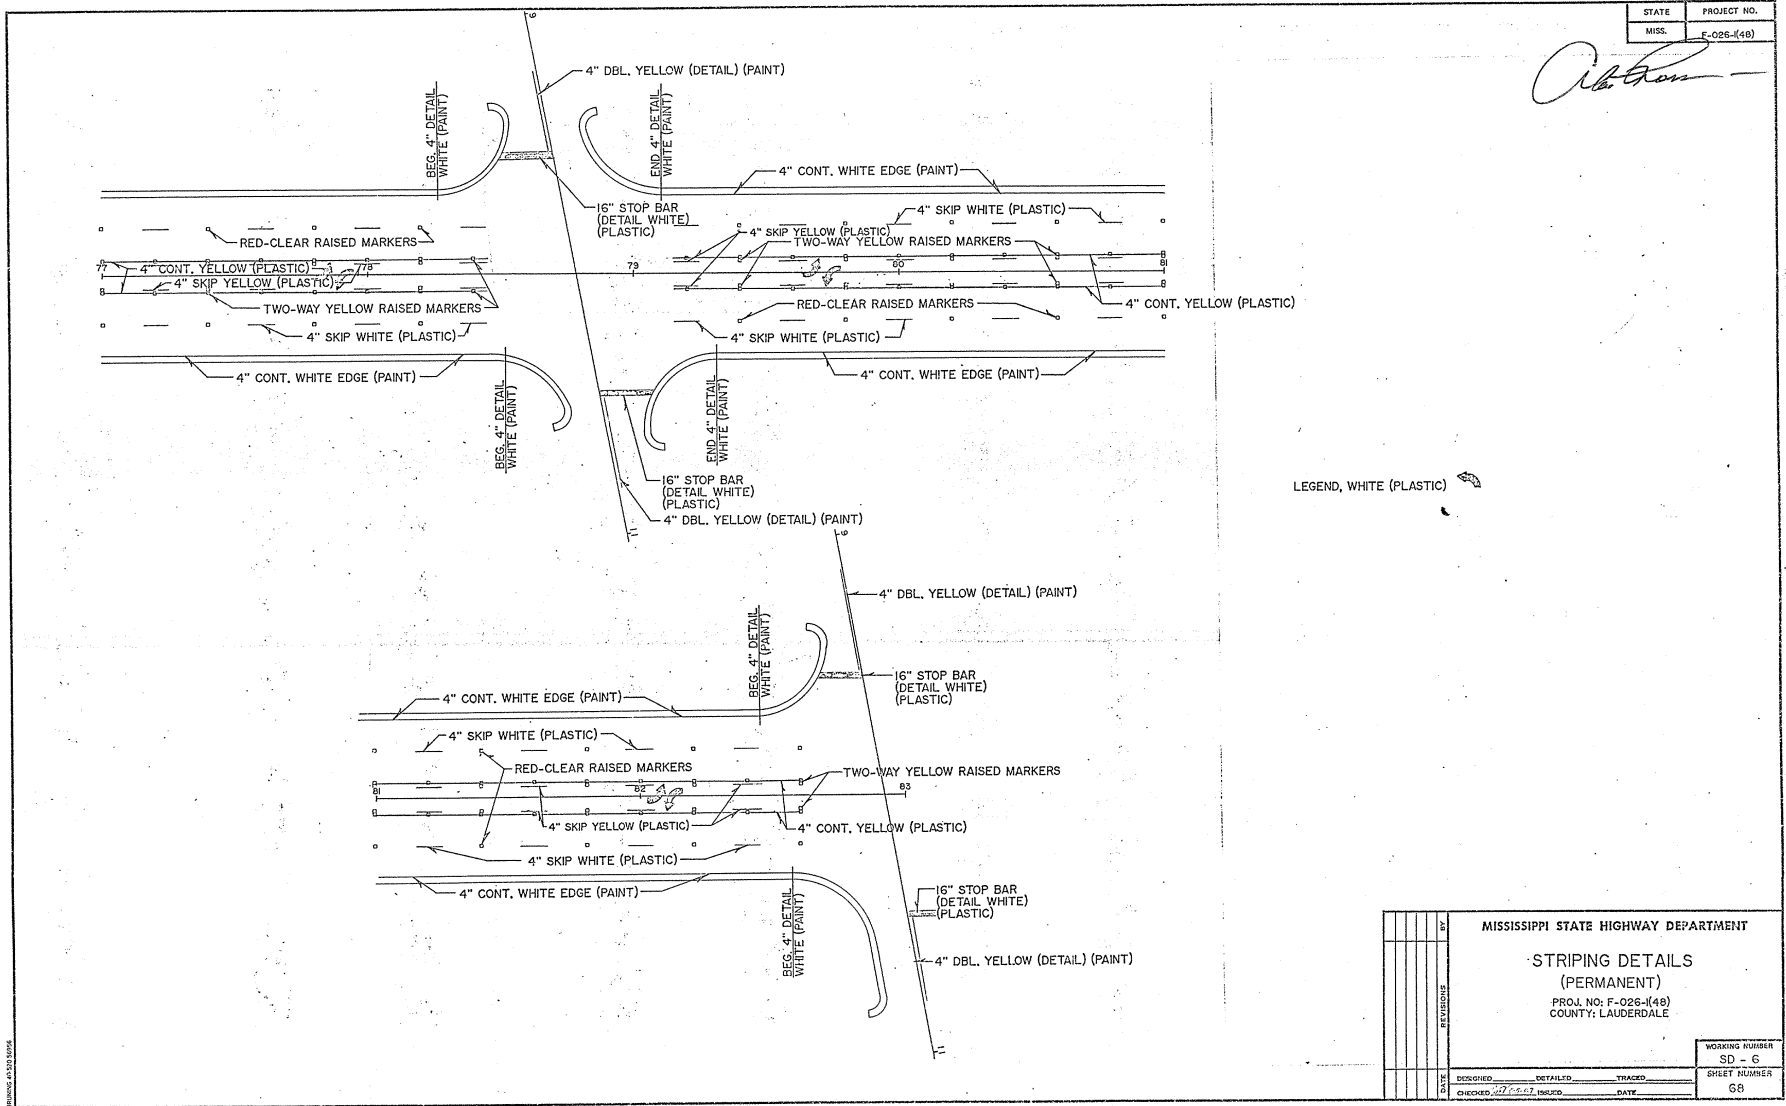 STATE
PROJECT NO.
MISS.
F-026-1(48)
9
4" DBL. YELLOW (DETAIL) (PAINT)
BEG. 4" DETAIL
WHITE (PAINT)
END 4" DETAIL
WHITE (PAINT)
4" CONT. WHITE EDGE (PAINT)
16" STOP BAR
(DETAIL WHITE)
(PLASTIC)
4" SKIP WHITE (PLASTIC)
RED-CLEAR RAISED MARKERS
4" SKIP YELLOW (PLASTIC)
TWO-WAY YELLOW RAISED MARKERS
77
4" CONT. YELLOW (PLASTIC)
78
79
80
81
4" SKIP YELLOW (PLASTIC)
TWO-WAY YELLOW RAISED MARKERS
RED-CLEAR RAISED MARKERS
4" CONT. YELLOW (PLASTIC)
4" SKIP WHITE (PLASTIC)
4" SKIP WHITE (PLASTIC)
4" CONT. WHITE EDGE (PAINT)
4" CONT. WHITE EDGE (PAINT)
BEG. 4" DETAIL
WHITE (PAINT)
END 4" DETAIL
WHITE (PAINT)
16" STOP BAR
(DETAIL WHITE)
(PLASTIC)
4" DBL. YELLOW (DETAIL) (PAINT)
11
LEGEND, WHITE (PLASTIC)
9
4" DBL. YELLOW (DETAIL) (PAINT)
BEG. 4" DETAIL
WHITE (PAINT)
16" STOP BAR
(DETAIL WHITE)
(PLASTIC)
4" CONT. WHITE EDGE (PAINT)
4" SKIP WHITE (PLASTIC)
RED-CLEAR RAISED MARKERS
TWO-WAY YELLOW RAISED MARKERS
81
82
83
4" SKIP YELLOW (PLASTIC)
4" CONT. YELLOW (PLASTIC)
4" SKIP WHITE (PLASTIC)
4" CONT. WHITE EDGE (PAINT)
BEG. 4" DETAIL
WHITE (PAINT)
16" STOP BAR
(DETAIL WHITE)
(PLASTIC)
4" DBL. YELLOW (DETAIL) (PAINT)
11
BY
REVISIONS
DATE
MISSISSIPPI STATE HIGHWAY DEPARTMENT
STRIPING DETAILS
(PERMANENT)
PROJ. NO: F-026-1(48)
COUNTY: LAUDERDALE
WORKING NUMBER
SD - 6
SHEET NUMBER
68
DESIGNED DETAILED TRACED
CHECKED ISSUED DATE